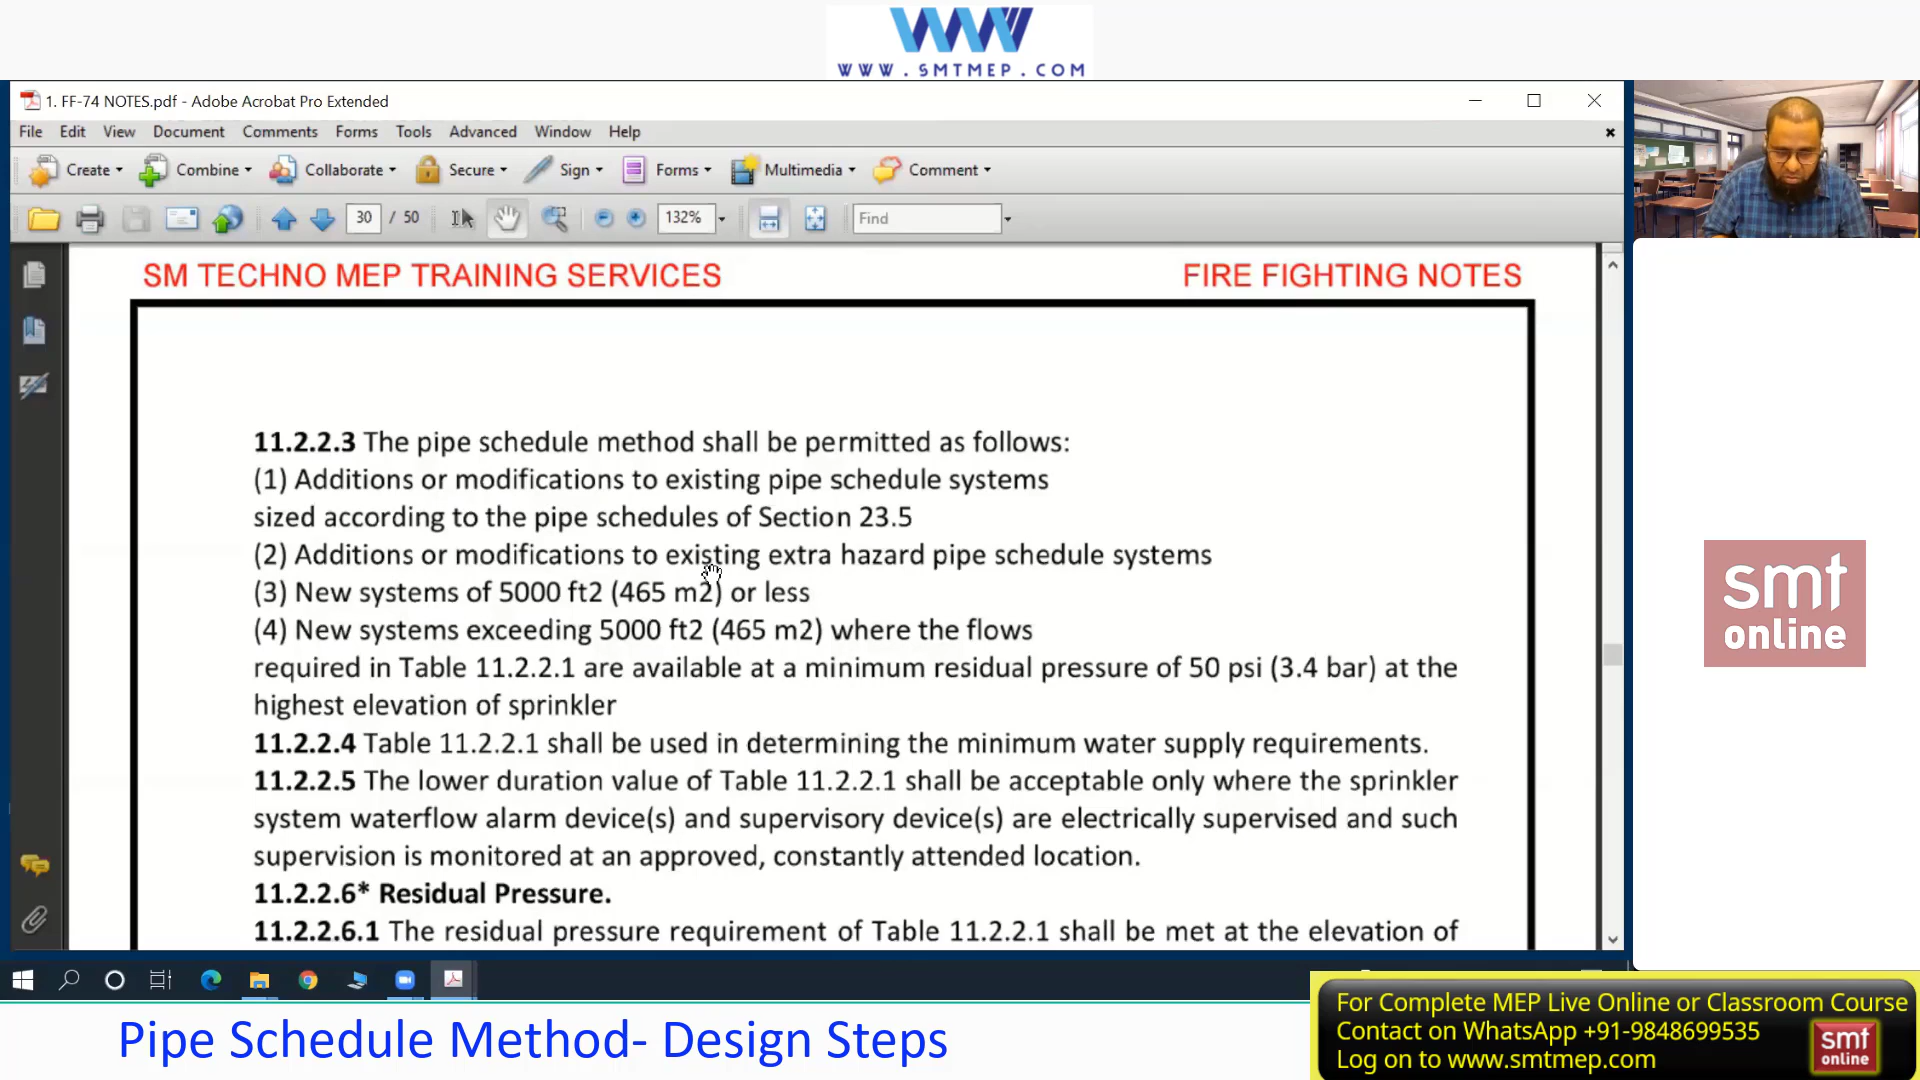 WWW.SMTMEP.COM
1. FF-74 NOTES.pdf - Adobe Acrobat Pro Extended
File Edit View Document Comments Forms Tools Advanced Window Help
Create Combine Collaborate Secure Sign Forms Multimedia Comment
30 / 50 132% Find
SM TECHNO MEP TRAINING SERVICES FIRE FIGHTING NOTES
11.2.2.3 The pipe schedule method shall be permitted as follows:
(1) Additions or modifications to existing pipe schedule systems
sized according to the pipe schedules of Section 23.5
(2) Additions or modifications to existing extra hazard pipe schedule systems
(3) New systems of 5000 ft2 (465 m2) or less
(4) New systems exceeding 5000 ft2 (465 m2) where the flows
required in Table 11.2.2.1 are available at a minimum residual pressure of 50 psi (3.4 bar) at the
highest elevation of sprinkler
11.2.2.4 Table 11.2.2.1 shall be used in determining the minimum water supply requirements.
11.2.2.5 The lower duration value of Table 11.2.2.1 shall be acceptable only where the sprinkler
system waterflow alarm device(s) and supervisory device(s) are electrically supervised and such
supervision is monitored at an approved, constantly attended location.
11.2.2.6* Residual Pressure.
11.2.2.6.1 The residual pressure requirement of Table 11.2.2.1 shall be met at the elevation of
smt
online
Pipe Schedule Method- Design Steps
For Complete MEP Live Online or Classroom Course
Contact on WhatsApp +91-9848699535
Log on to www.smtmep.com
smt
online